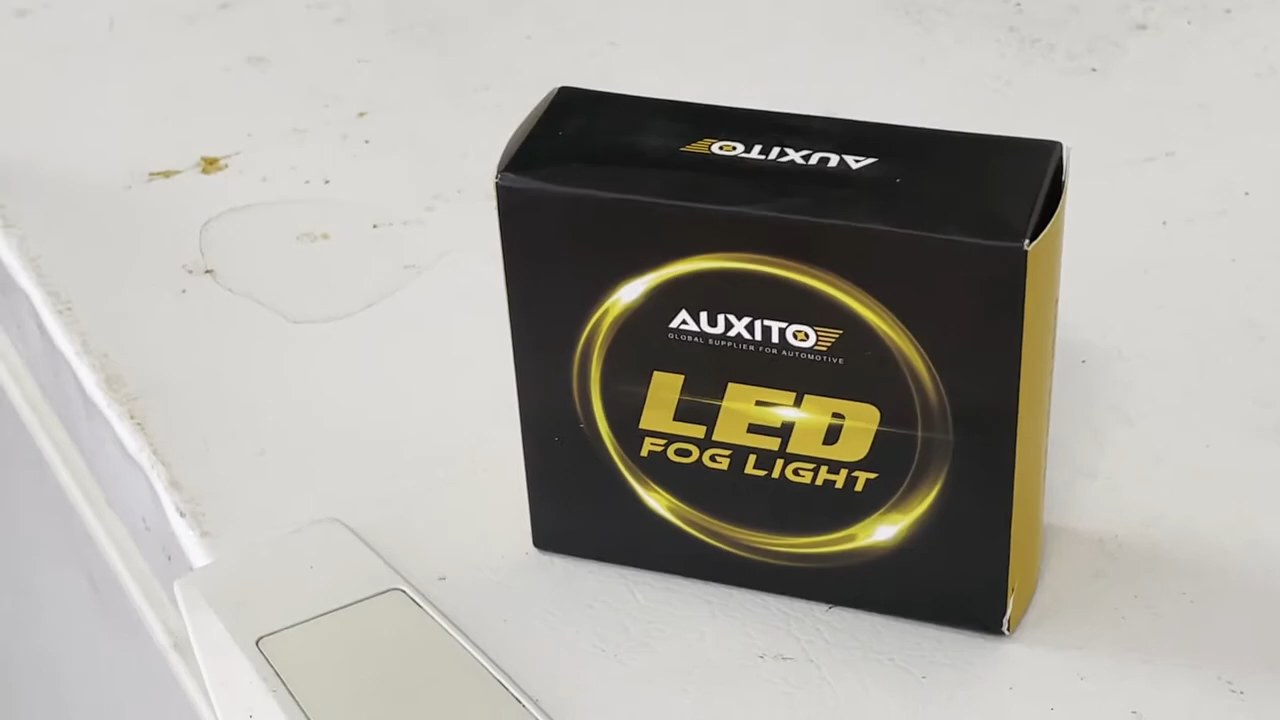 AUXITO
AUXITO
GLOBAL SUPPLIER FOR AUTOMOTIVE
LED
FOG LIGHT